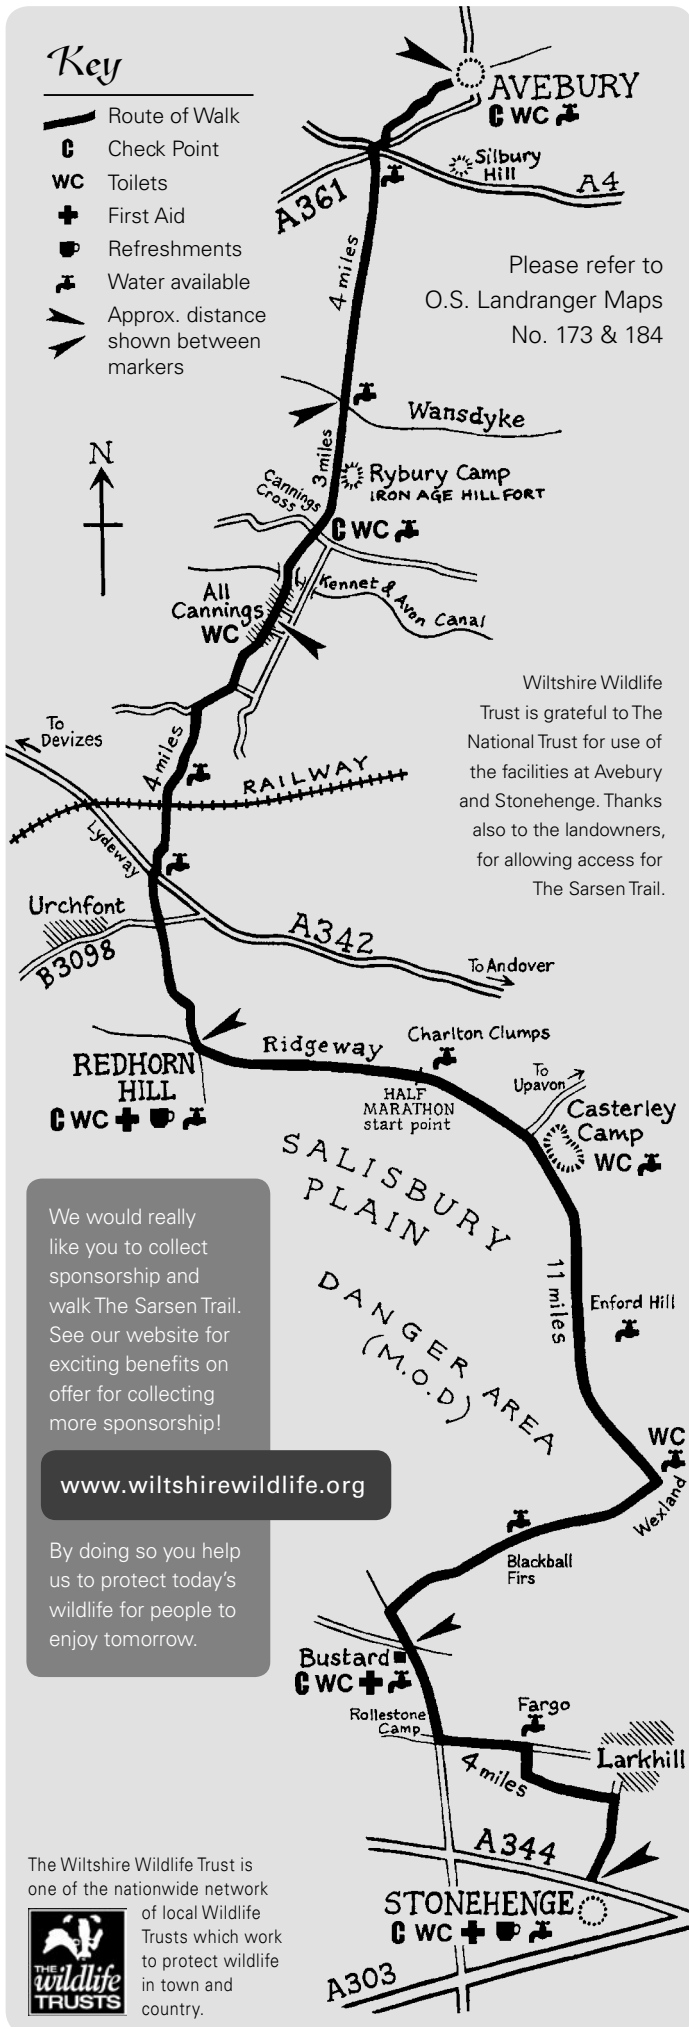 Key
Route of Walk
C Check Point
WC Toilets
First Aid
Refreshments
Water available
Approx. distance
shown between
markers
AVEBURY
C WC
Silbury
Hill
A4
A361
4 miles
Please refer to
O.S. Landranger Maps
No. 173 & 184
Wansdyke
3 miles
N
Rybury Camp
IRON AGE HILLFORT
Cannings
Cross
C WC
All
Cannings
WC
Kennet & Avon Canal
Wiltshire Wildlife
Trust is grateful to The
National Trust for use of
the facilities at Avebury
and Stonehenge. Thanks
also to the landowners,
for allowing access for
The Sarsen Trail.
To
Devizes
4 miles
RAILWAY
Lydeway
Urchfont
B3098
A342
To Andover
REDHORN
HILL
C WC
Ridgeway
Charlton Clumps
HALF
MARATHON
start point
To
Upavon
Casterley
Camp
WC
SALISBURY
PLAIN
DANGER AREA
(M.O.D)
11 miles
Enford Hill
WC
Wexland
We would really
like you to collect
sponsorship and
walk The Sarsen Trail.
See our website for
exciting benefits on
offer for collecting
more sponsorship!
www.wiltshirewildlife.org
By doing so you help
us to protect today's
wildlife for people to
enjoy tomorrow.
Blackball
Firs
Bustard
C WC
Rollestone
Camp
Fargo
Larkhill
4 miles
A344
STONEHENGE
C WC
A303
The Wiltshire Wildlife Trust is
one of the nationwide network
of local Wildlife
Trusts which work
to protect wildlife
in town and
country.
THE
wildlife
TRUSTS